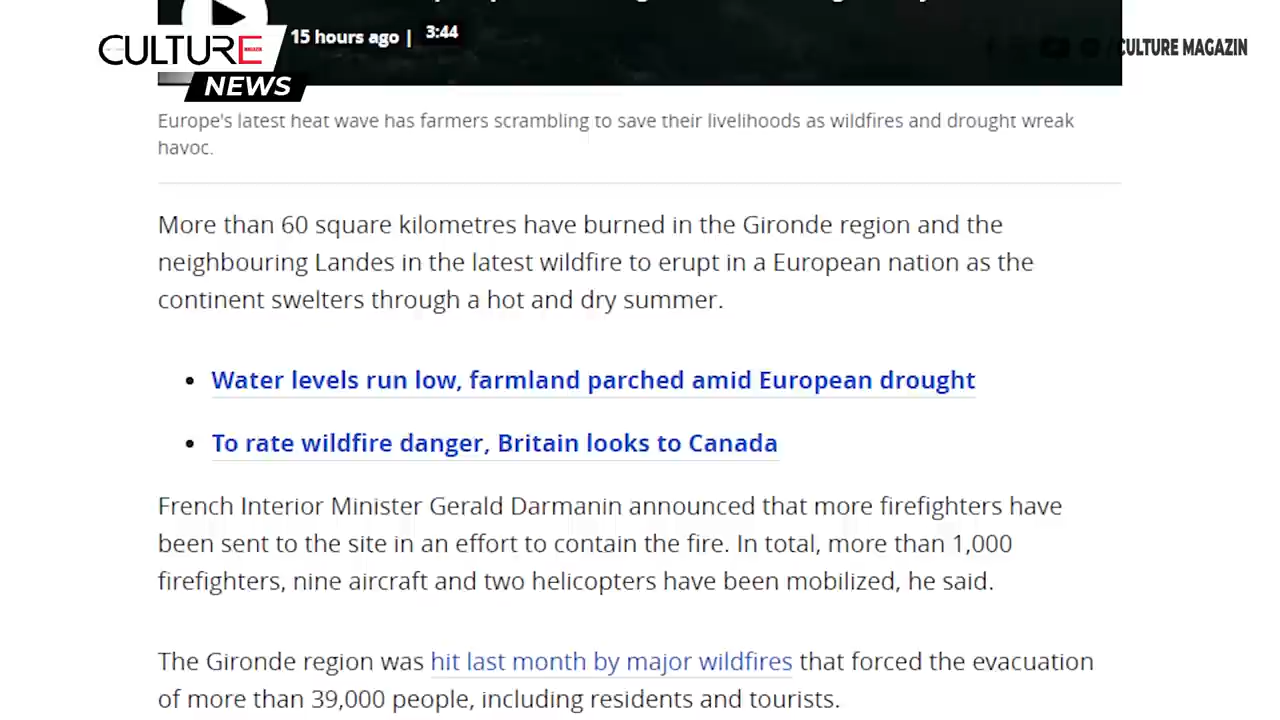 15 hours ago | 3:44
CULTURE
NEWS
CULTURE MAGAZIN
Europe's latest heat wave has farmers scrambling to save their livelihoods as wildfires and drought wreak
havoc.
More than 60 square kilometres have burned in the Gironde region and the
neighbouring Landes in the latest wildfire to erupt in a European nation as the
continent swelters through a hot and dry summer.
• Water levels run low, farmland parched amid European drought
• To rate wildfire danger, Britain looks to Canada
French Interior Minister Gerald Darmanin announced that more firefighters have
been sent to the site in an effort to contain the fire. In total, more than 1,000
firefighters, nine aircraft and two helicopters have been mobilized, he said.
The Gironde region was hit last month by major wildfires that forced the evacuation
of more than 39,000 people, including residents and tourists.